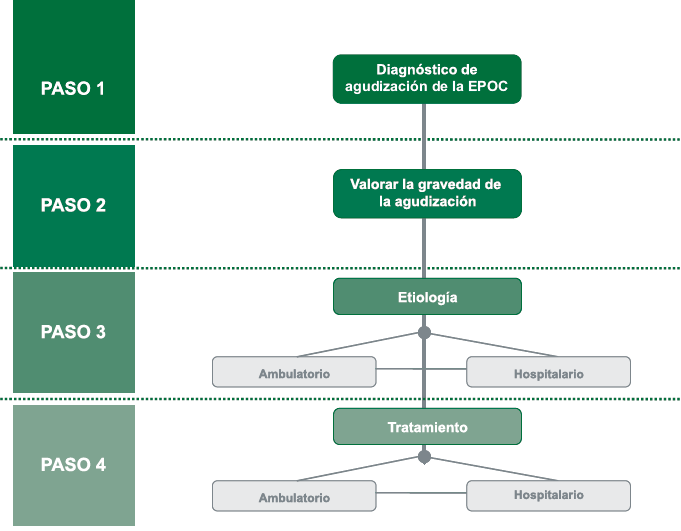 PASO 1
Diagnóstico de
agudización de la EPOC
PASO 2
Valorar la gravedad de
la agudización
PASO 3
Etiología
Ambulatorio
Hospitalario
PASO 4
Tratamiento
Ambulatorio
Hospitalario